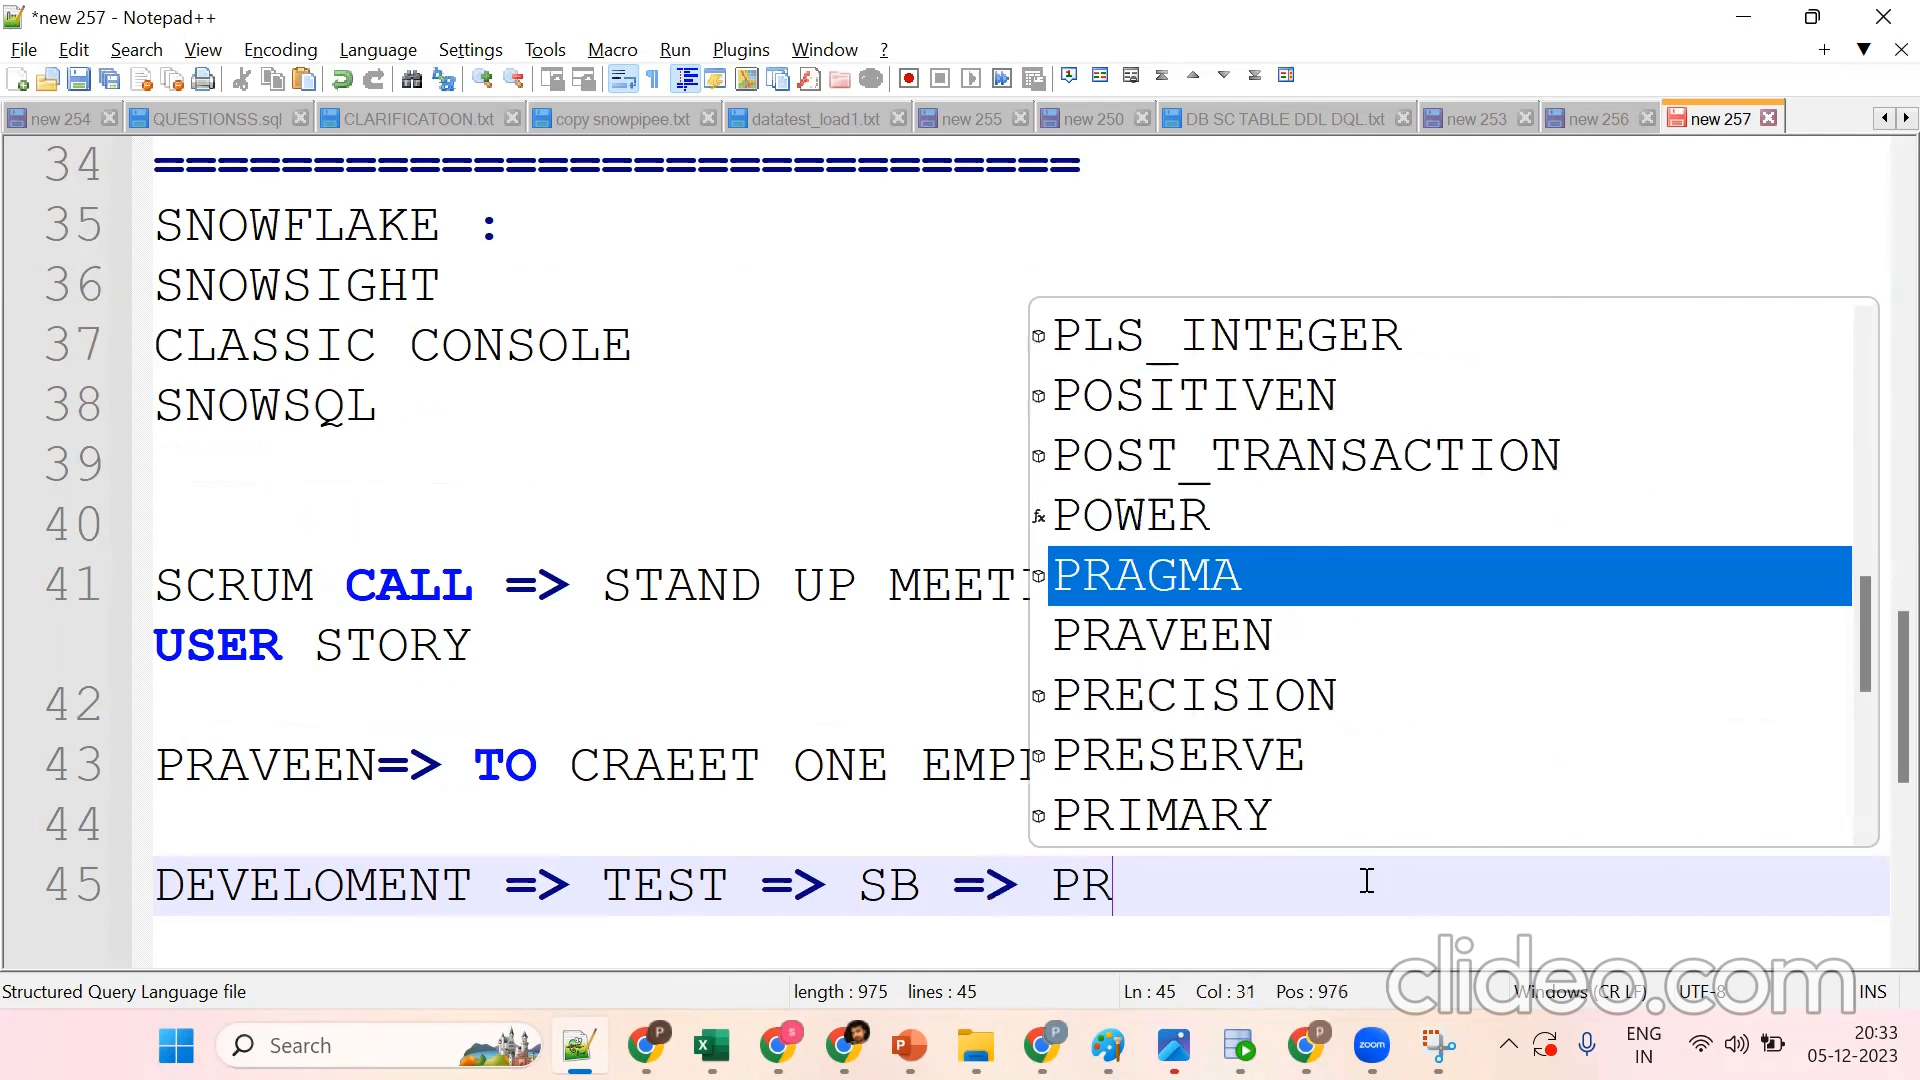 *new 257 - Notepad++
File Edit Search View Encoding Language Settings Tools Macro Run Plugins Window ?
new 254 QUESTIONSS.sql CLARIFICATOON.txt copy snowpipee.txt datatest_load1.txt new 255 new 250 DB SC TABLE DDL DQL.txt new 253 new 256 new 257
34 =============================
35 SNOWFLAKE :
36 SNOWSIGHT
37 CLASSIC CONSOLE
38 SNOWSQL
39
40
41 SCRUM CALL => STAND UP MEETI
USER STORY
42
43 PRAVEEN=> TO CRAEET ONE EMPL
44
45 DEVELOMENT => TEST => SB => PR
PLS_INTEGER
POSITIVEN
POST_TRANSACTION
POWER
PRAGMA
PRAVEEN
PRECISION
PRESERVE
PRIMARY
Structured Query Language file length : 975 lines : 45 Ln : 45 Col : 31 Pos : 976 Windows (CR LF) UTF-8 INS
clideo.com
Search
zoom
ENG
IN
20:33
05-12-2023